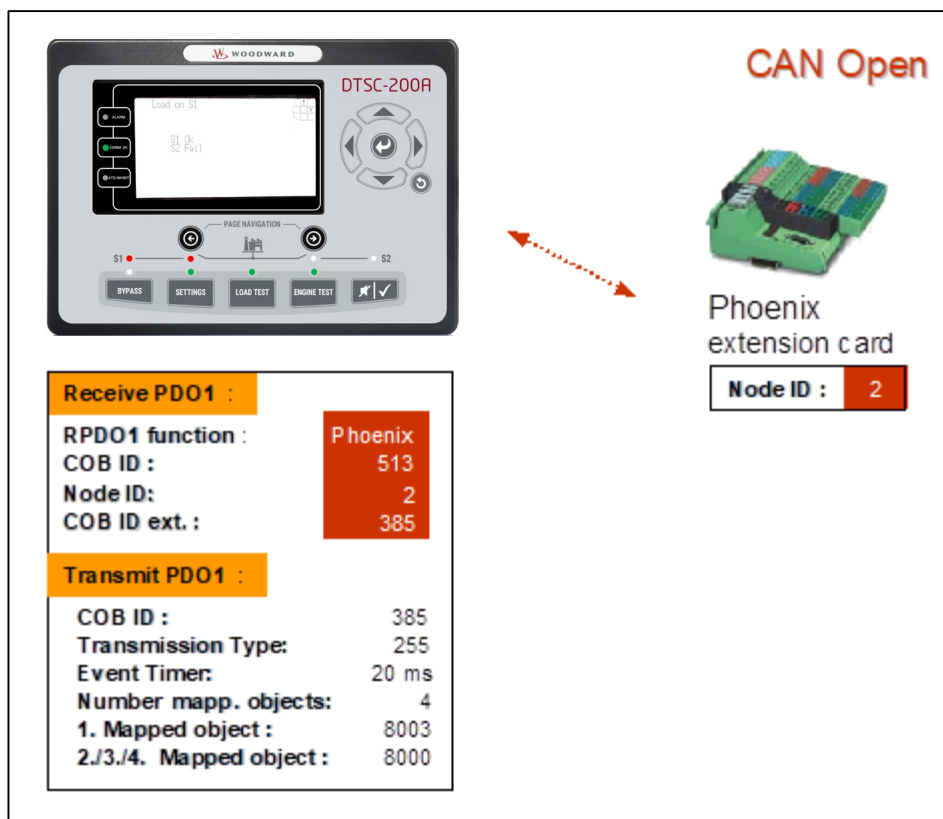 WOODWARD
DTSC-200A
CAN Open
ALARM
COMM OK
ATS INHIBIT
Load on S1
S1 Ok
S2 Fail
PAGE NAVIGATION
S1
S2
BYPASS
SETTINGS
LOAD TEST
ENGINE TEST
Phoenix
extension card
Node ID : 2
Receive PDO1 :
RPDO1 function : Phoenix
COB ID : 513
Node ID: 2
COB ID ext. : 385
Transmit PDO1 :
COB ID : 385
Transmission Type: 255
Event Timer: 20 ms
Number mapp. objects: 4
1. Mapped object : 8003
2./3./4. Mapped object : 8000